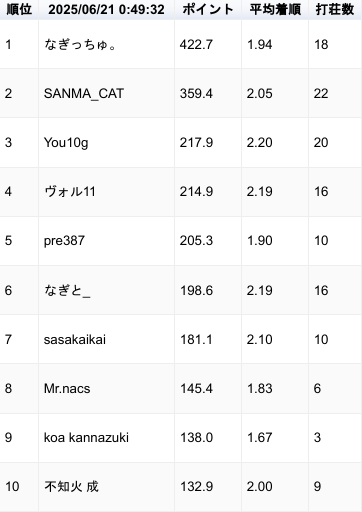 順位 2025/06/21 0:49:32 ポイント 平均着順 打荘数
1 なぎっちゅ。 422.7 1.94 18
2 SANMA_CAT 359.4 2.05 22
3 You10g 217.9 2.20 20
4 ヴォル11 214.9 2.19 16
5 pre387 205.3 1.90 10
6 なぎと_ 198.6 2.19 16
7 sasakaikai 181.1 2.10 10
8 Mr.nacs 145.4 1.83 6
9 koa kannazuki 138.0 1.67 3
10 不知火 成 132.9 2.00 9